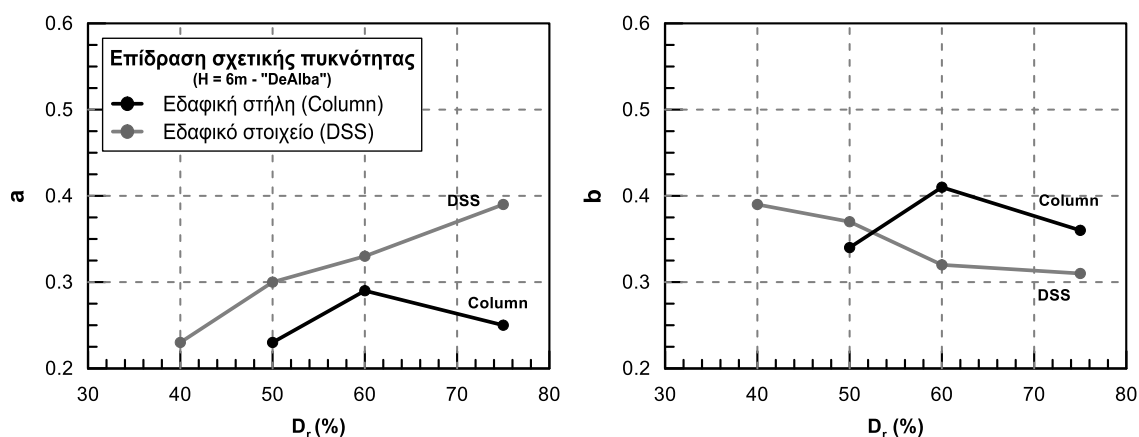 Επίδραση σχετικής πυκνότητας
(H = 6m - "DeAlba")
Εδαφική στήλη (Column)
Εδαφικό στοιχείο (DSS)
0.6
0.5
0.4
0.3
0.2
a
DSS
Column
30 40 50 60 70 80
Dr (%)
0.6
0.5
0.4
0.3
0.2
b
Column
DSS
30 40 50 60 70 80
Dr (%)